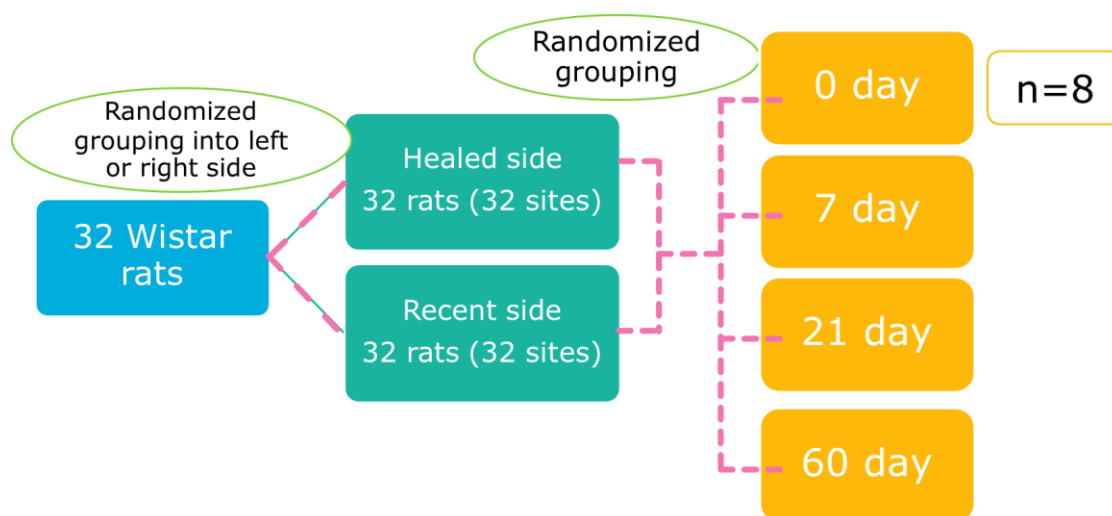 Randomized
grouping into left
or right side
32 Wistar
rats
Healed side
32 rats (32 sites)
Recent side
32 rats (32 sites)
Randomized
grouping
0 day
n=8
7 day
21 day
60 day